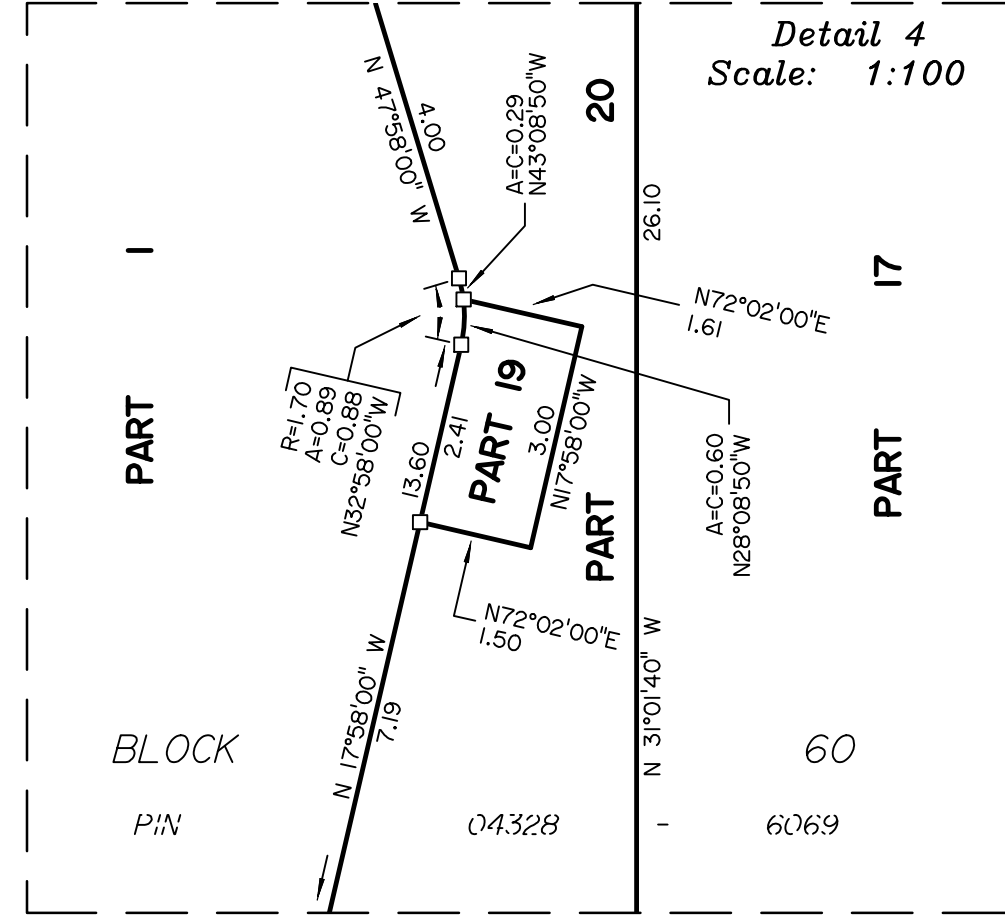 Detail 4
Scale: 1:100
N 47°58'00" W
4.00
A=C=0.29
N43°08'50"W
20
26.10
1
17
N72°02'00"E
1.61
R=1.70
A=0.89
C=0.88
N32°58'00"W
PART
13.60
2.41
PART 19
3.00
N17°58'00"W
PART
A=C=0.60
N28°08'50"W
PART
N72°02'00"E
1.50
N 17°58'00" W
7.19
N 31°01'40" W
BLOCK 60
PIN 04328 - 6069